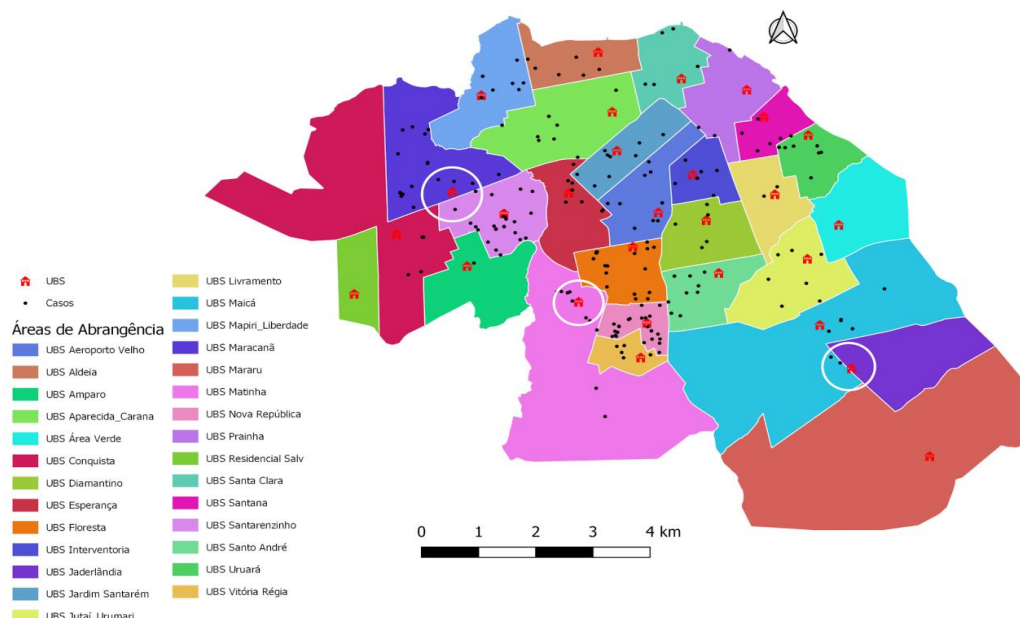 UBS
Casos
Áreas de Abrangência
UBS Aeroporto Velho
UBS Aldeia
UBS Amparo
UBS Aparecida_Carana
UBS Área Verde
UBS Conquista
UBS Diamantino
UBS Esperança
UBS Floresta
UBS Interventoria
UBS Jaderlândia
UBS Jardim Santarém
UBS Jutaí_Urumari
UBS Livramento
UBS Maicá
UBS Mapiri_Liberdade
UBS Maracanã
UBS Mararu
UBS Matinha
UBS Nova República
UBS Prainha
UBS Residencial Salv
UBS Santa Clara
UBS Santana
UBS Santarenzinho
UBS Santo André
UBS Uruará
UBS Vitória Régia
0 1 2 3 4 km